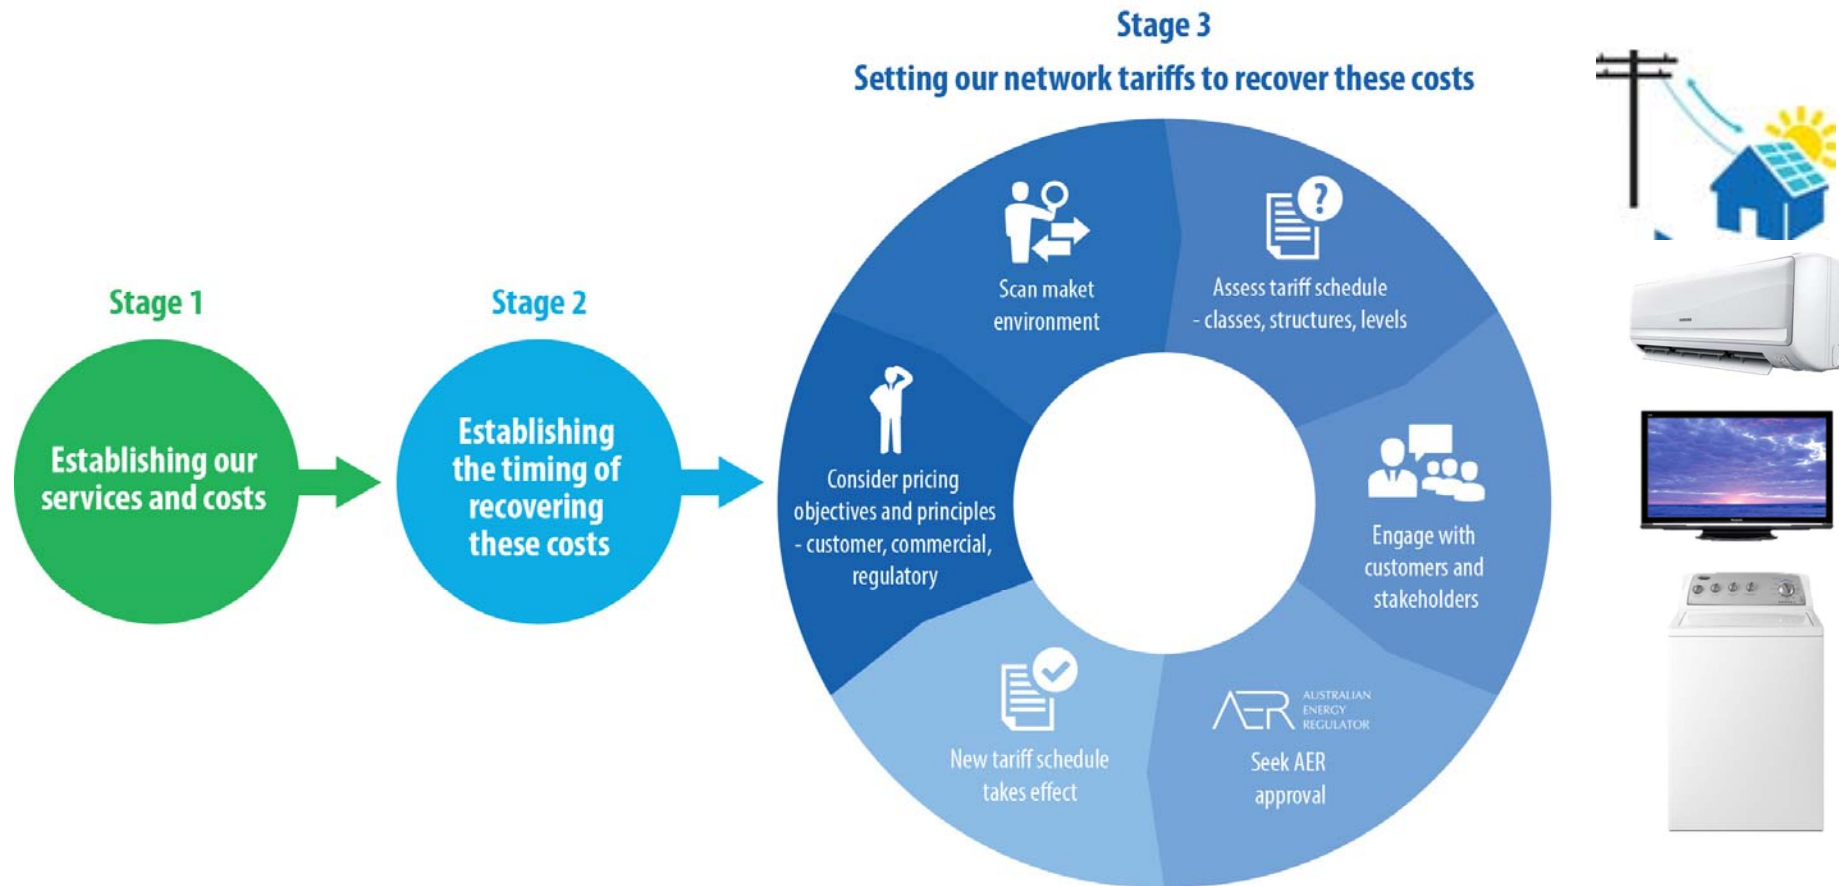 Stage 3
Setting our network tariffs to recover these costs
Stage 1
Establishing our
services and costs
Stage 2
Establishing
the timing of
recovering
these costs
Scan maket
environment
Assess tariff schedule
- classes, structures, levels
Consider pricing
objectives and principles
- customer, commercial,
regulatory
Engage with
customers and
stakeholders
New tariff schedule
takes effect
AER AUSTRALIAN
ENERGY
REGULATOR
Seek AER
approval
?